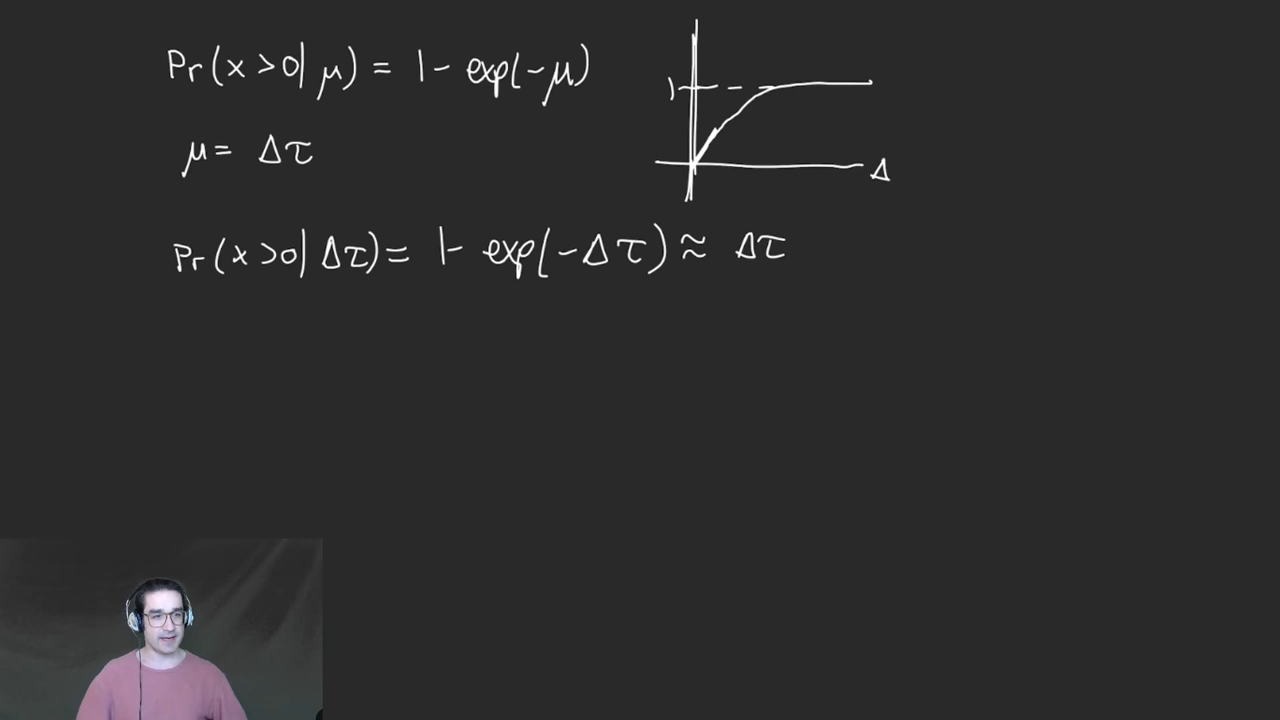 Pr(x>0|μ) = 1- exp(-μ)
1
Δ
μ= Δτ
Pr(x>0|Δτ)= 1- exp(-Δτ) ≈ Δτ